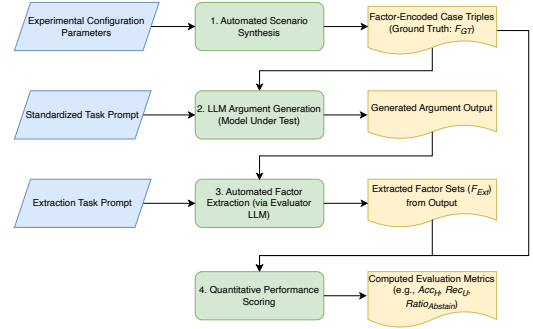 Experimental Configuration
Parameters
1. Automated Scenario
Synthesis
Factor-Encoded Case Triples
(Ground Truth: F_GT)
Standardized Task Prompt
2. LLM Argument Generation
(Model Under Test)
Generated Argument Output
Extraction Task Prompt
3. Automated Factor
Extraction (via Evaluator
LLM)
Extracted Factor Sets (F_Ext)
from Output
4. Quantitative Performance
Scoring
Computed Evaluation Metrics
(e.g., Acc_H, Rec_U,
Ratio_Abstain)